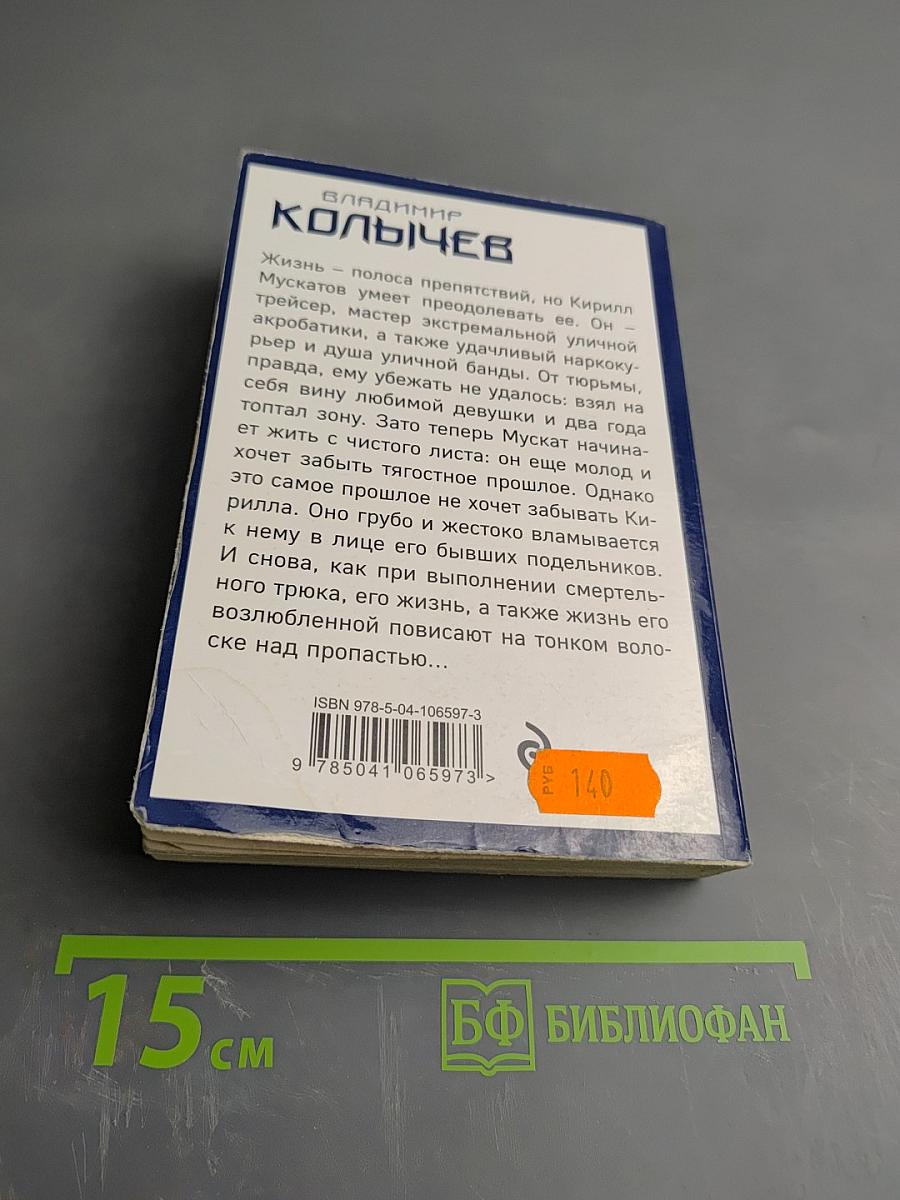 ВЛАДИМИР
КОЛЫЧЕВ
Жизнь – полоса препятствий, но Кирилл
Мускатов умеет преодолевать ее. Он –
трейсер, мастер экстремальной уличной
акробатики, а также удачливый наркоку-
рьер и душа уличной банды. От тюрьмы,
правда, ему убежать не удалось: взял на
себя вину любимой девушки и два года
топтал зону. Зато теперь Мускат начина-
ет жить с чистого листа: он еще молод и
хочет забыть тягостное прошлое. Однако
это самое прошлое не хочет забывать Ки-
рилла. Оно грубо и жестоко вламывается
к нему в лице его бывших подельников.
И снова, как при выполнении смертель-
ного трюка, его жизнь, а также жизнь его
возлюбленной повисают на тонком воло-
ске над пропастью...
ISBN 978-5-04-106597-3
9 785041 065973 >
РУБ 140
15 см
БФ БИБЛИОФАН